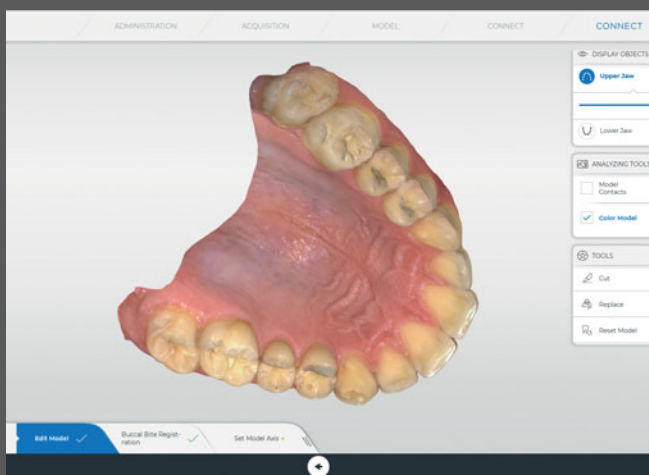 ADMINISTRATION
ACQUISITION
MODEL
CONNECT
CONNECT
DISPLAY OBJECTS
Upper Jaw
Lower Jaw
ANALYZING TOOLS
Model
Contacts
Color Model
TOOLS
Cut
Replace
Reset Model
Edit Model
Buccal Bite Regist-
ration
Set Model Axis